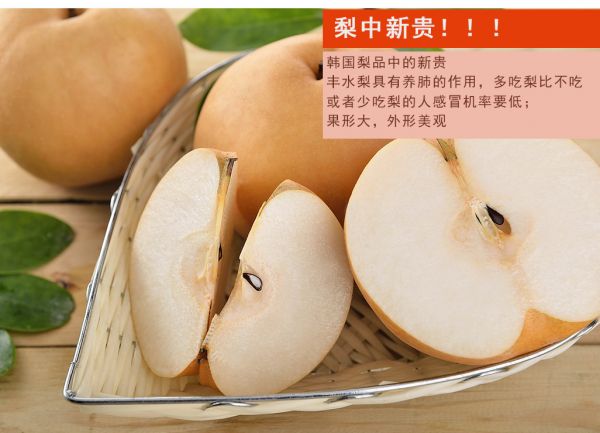 梨中新贵！！！
韩国梨品中的新贵
丰水梨具有养肺的作用，多吃梨比不吃
或者少吃梨的人感冒机率要低；
果形大，外形美观